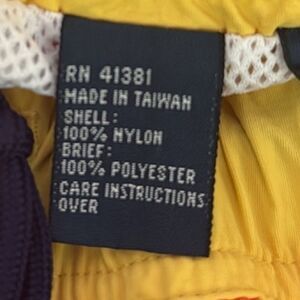 RN 41381
MADE IN TAIWAN
SHELL:
100% NYLON
BRIEF:
100% POLYESTER
CARE INSTRUCTIONS
OVER